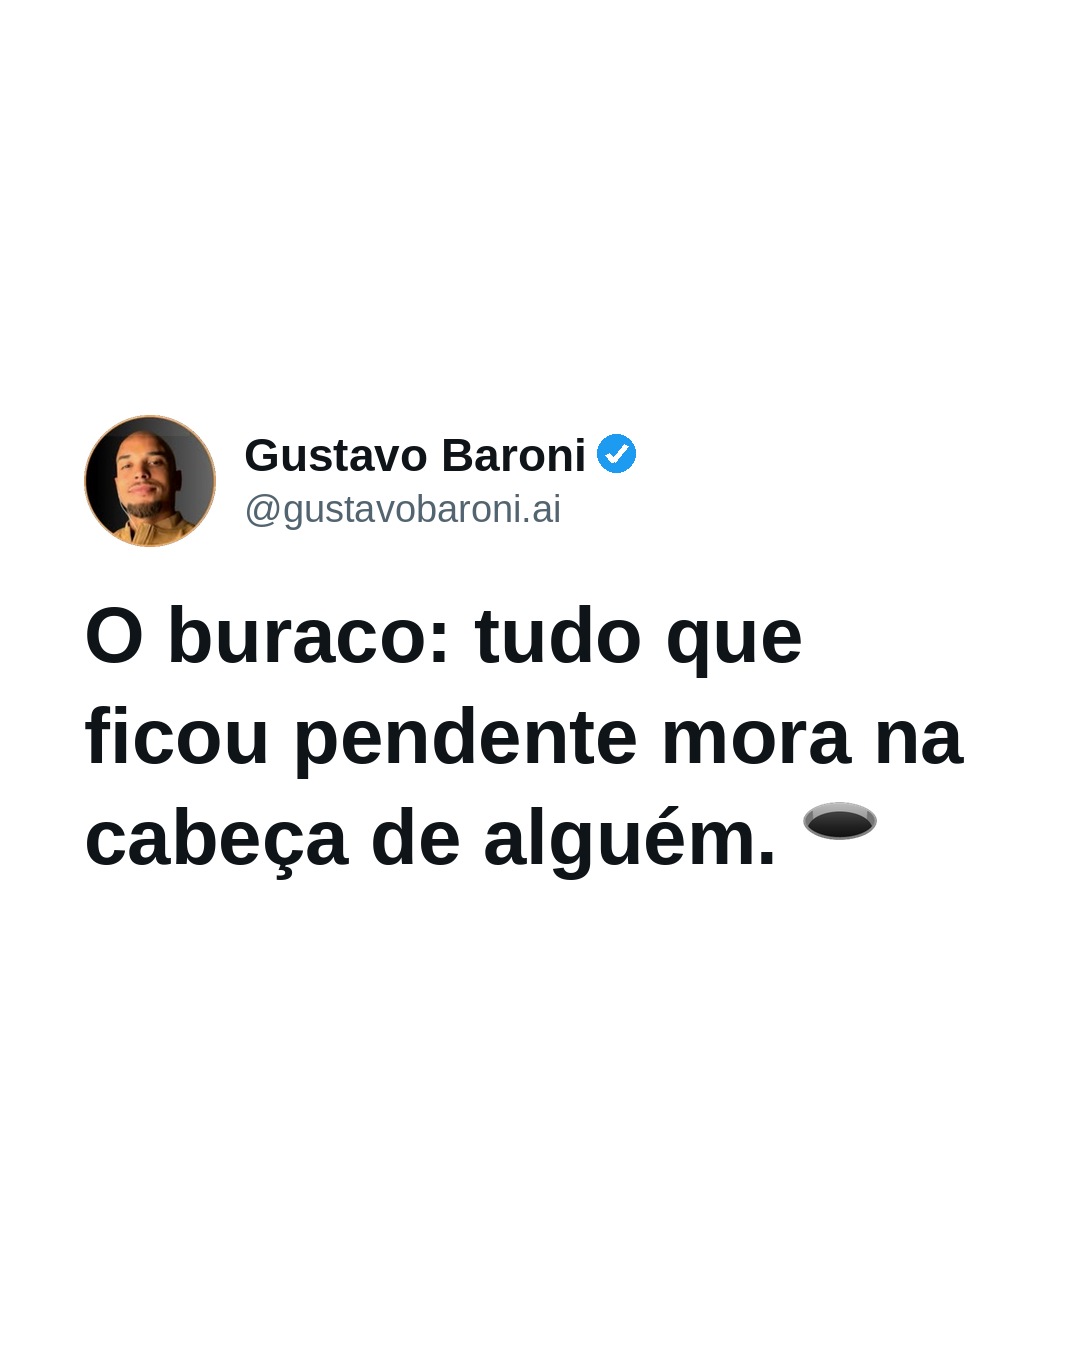 Gustavo Baroni
@gustavobaroni.ai
O buraco: tudo que
ficou pendente mora na
cabeça de alguém. 🕳️